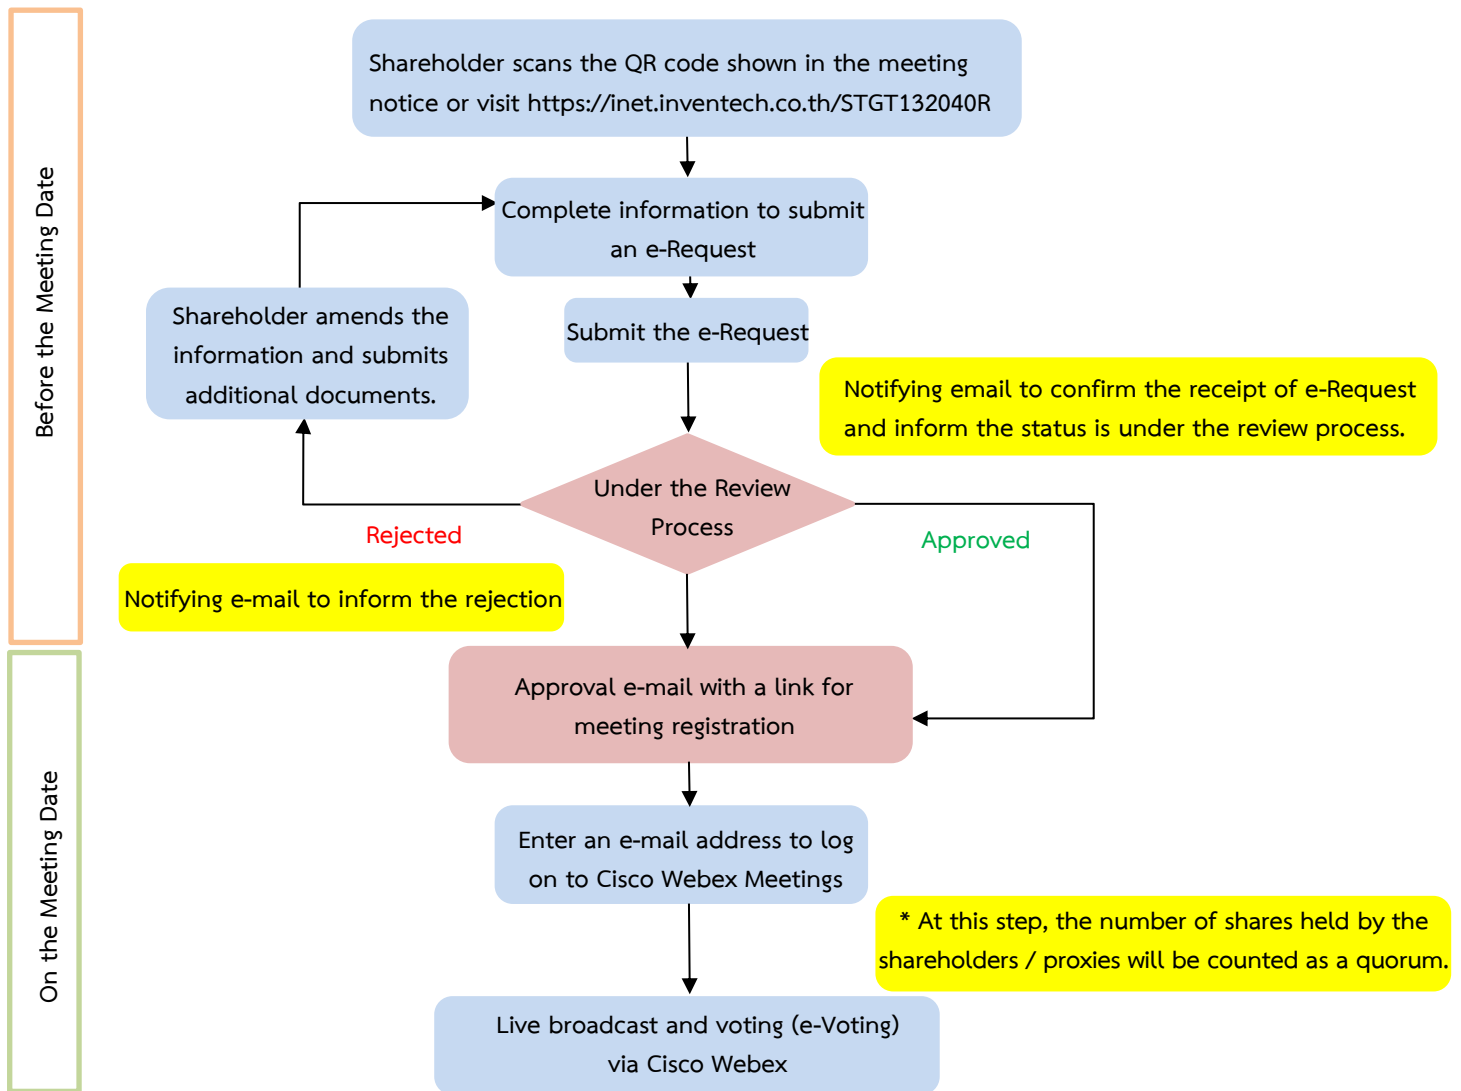 Before the Meeting Date
Shareholder scans the QR code shown in the meeting
notice or visit https://inet.inventech.co.th/STGT132040R
Complete information to submit
an e-Request
Submit the e-Request
Shareholder amends the
information and submits
additional documents.
Notifying email to confirm the receipt of e-Request
and inform the status is under the review process.
Under the Review
Process
Rejected
Approved
Notifying e-mail to inform the rejection
On the Meeting Date
Approval e-mail with a link for
meeting registration
Enter an e-mail address to log
on to Cisco Webex Meetings
* At this step, the number of shares held by the
shareholders / proxies will be counted as a quorum.
Live broadcast and voting (e-Voting)
via Cisco Webex